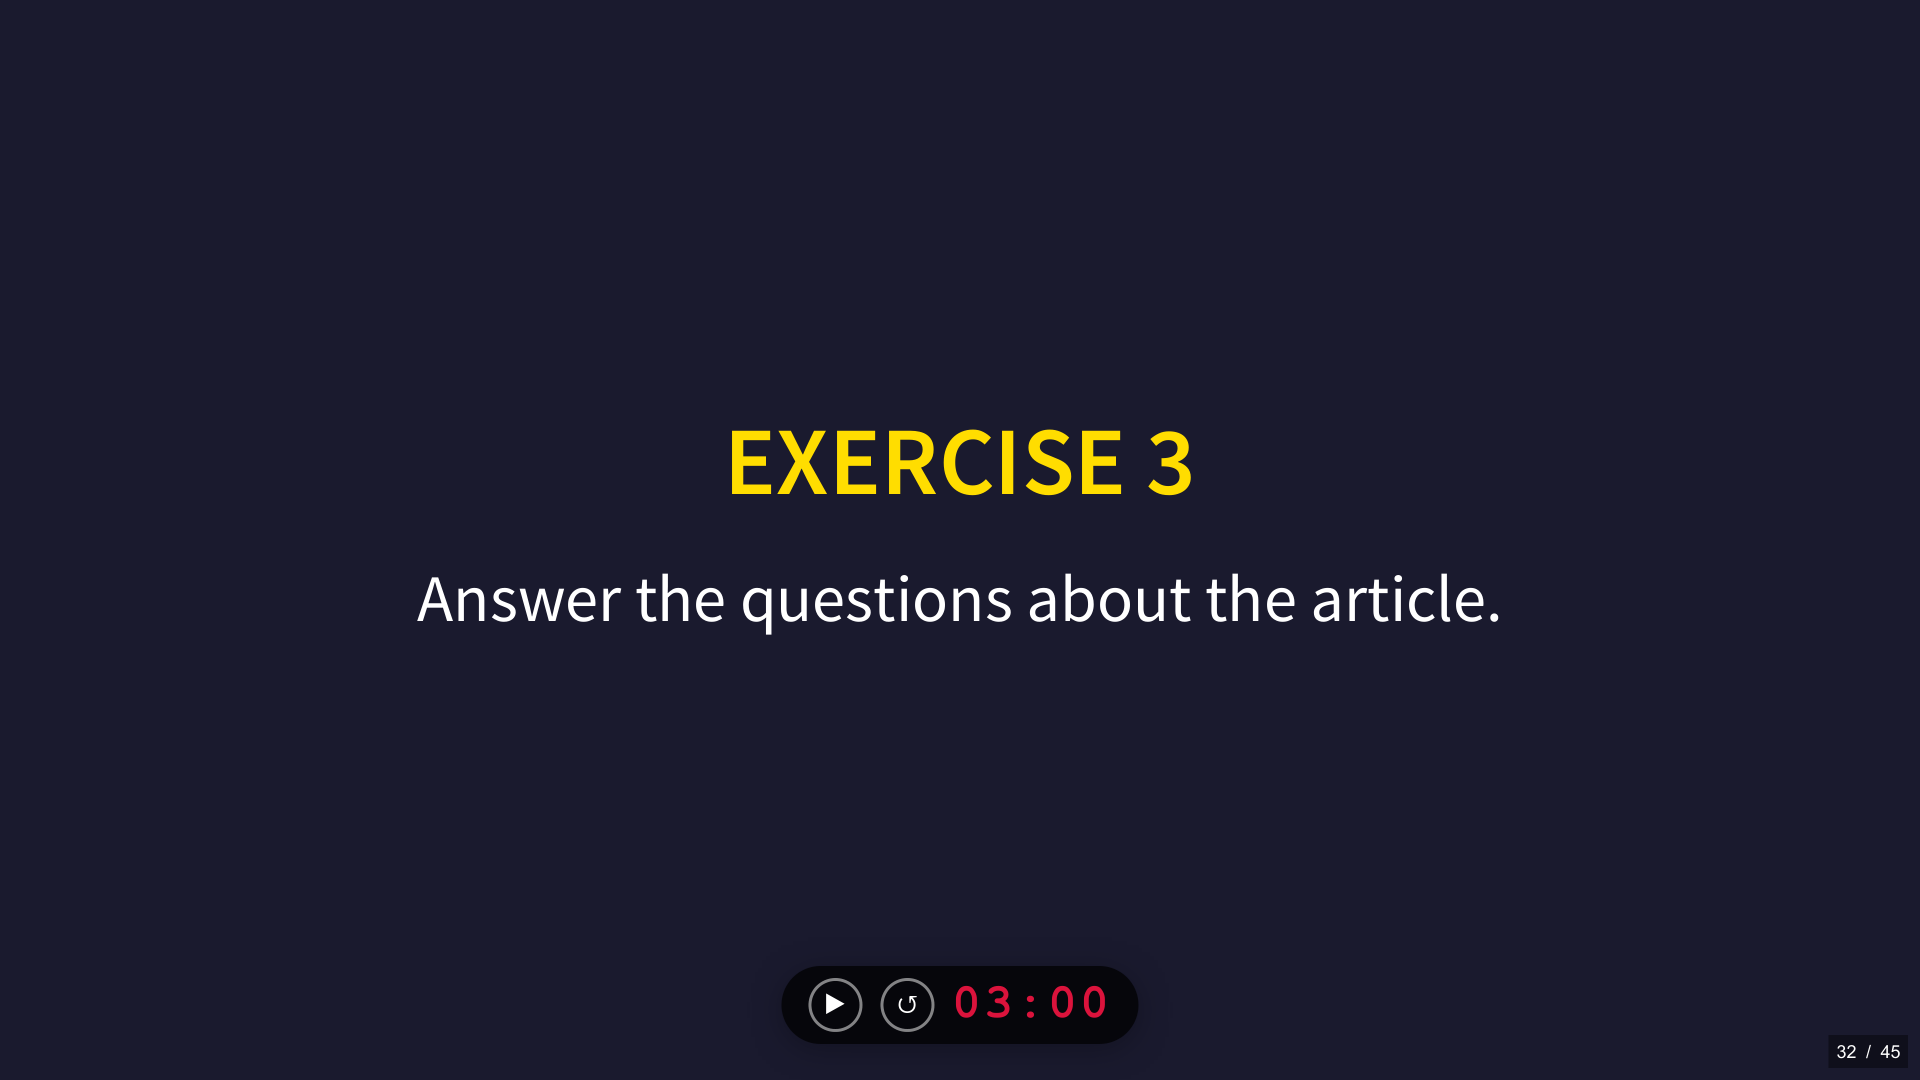 EXERCISE 3
Answer the questions about the article.
03:00
32 / 45